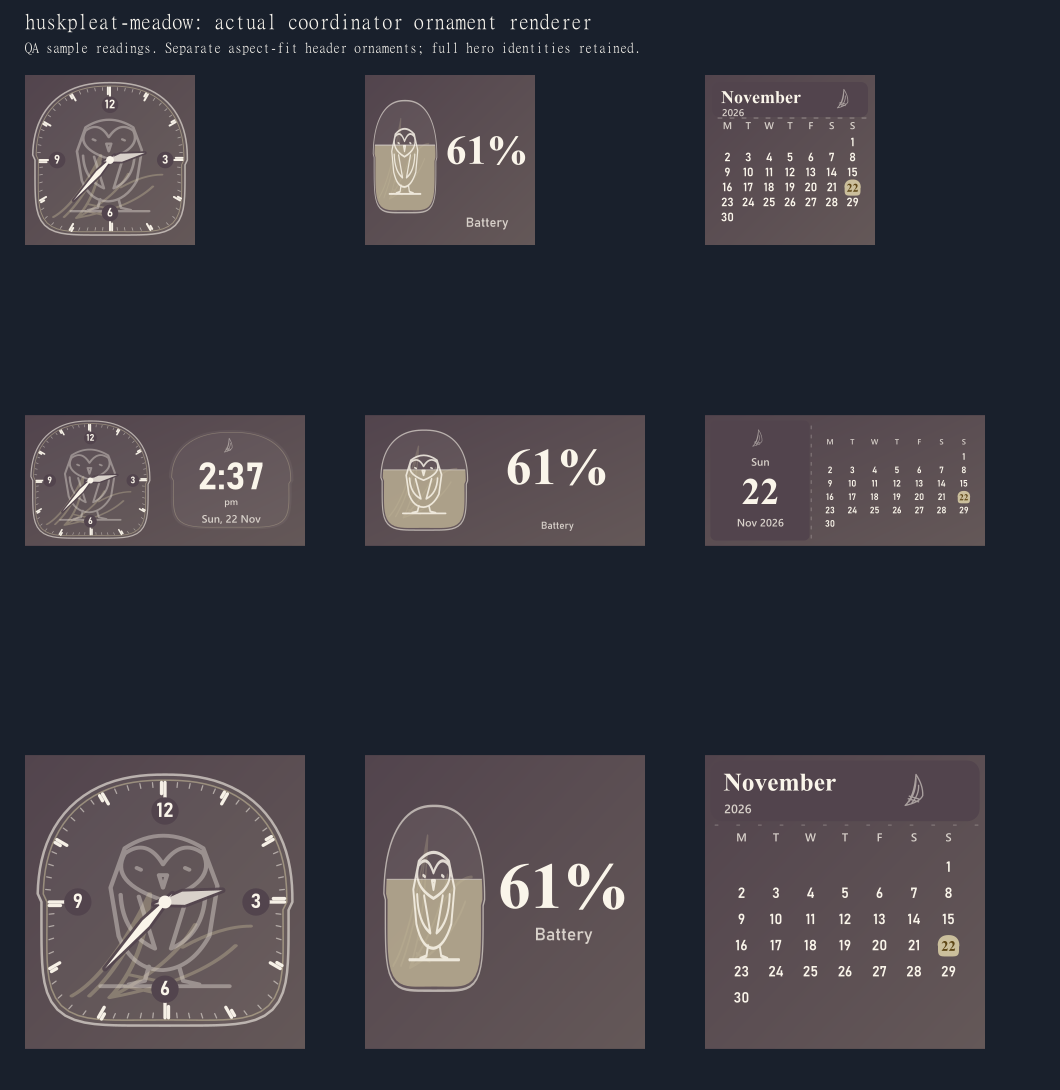 huskpleat-meadow: actual coordinator ornament renderer
QA sample readings. Separate aspect-fit header ornaments; full hero identities retained.
12
9 3
6
61%
Battery
November
2026
M T W T F S S
1
2 3 4 5 6 7 8
9 10 11 12 13 14 15
16 17 18 19 20 21 22
23 24 25 26 27 28 29
30
12
9 3
6
2:37
pm
Sun, 22 Nov
61%
Battery
Sun
22
Nov 2026
M T W T F S S
1
2 3 4 5 6 7 8
9 10 11 12 13 14 15
16 17 18 19 20 21 22
23 24 25 26 27 28 29
30
12
9 3
6
61%
Battery
November
2026
M T W T F S S
1
2 3 4 5 6 7 8
9 10 11 12 13 14 15
16 17 18 19 20 21 22
23 24 25 26 27 28 29
30